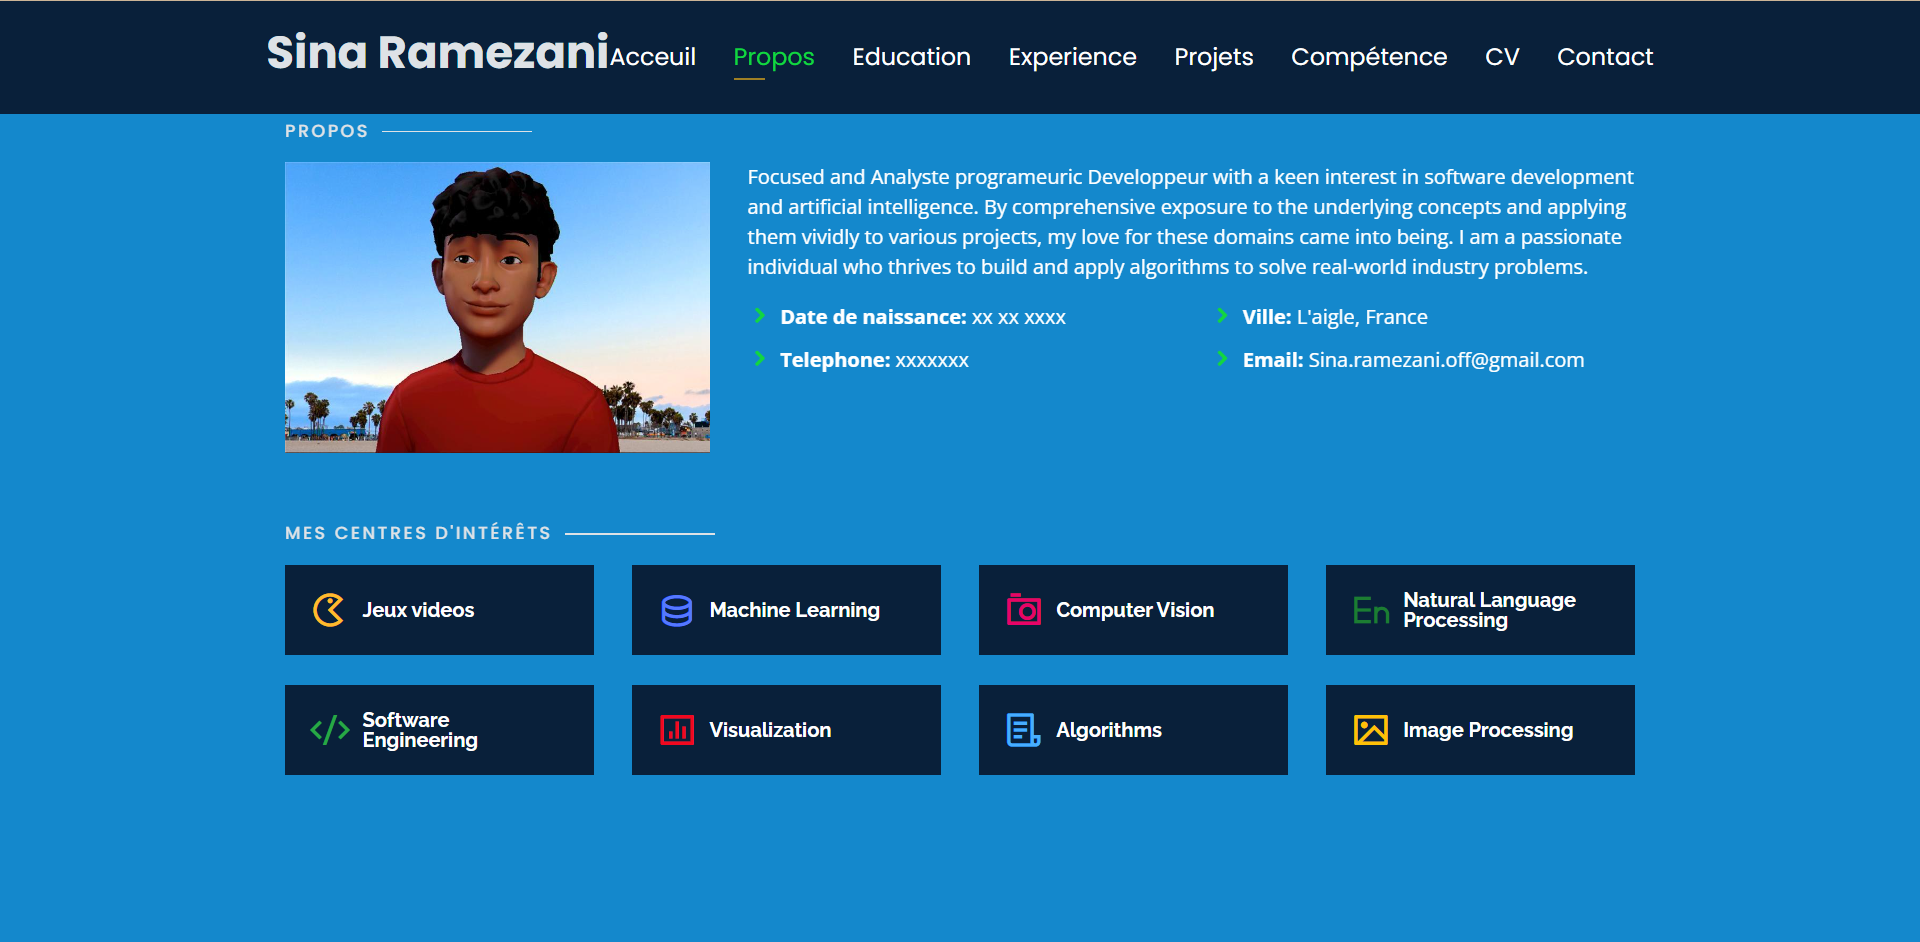 Sina Ramezani Acceuil Propos Education Experience Projets Compétence CV Contact
PROPOS
Focused and Analyste programeuric Developpeur with a keen interest in software development
and artificial intelligence. By comprehensive exposure to the underlying concepts and applying
them vividly to various projects, my love for these domains came into being. I am a passionate
individual who thrives to build and apply algorithms to solve real-world industry problems.
Date de naissance: xx xx xxxx
Ville: L'aigle, France
Telephone: xxxxxxx
Email: Sina.ramezani.off@gmail.com
MES CENTRES D'INTÉRÊTS
Jeux videos
Machine Learning
Computer Vision
En
Natural Language
Processing
Software
Engineering
Visualization
Algorithms
Image Processing